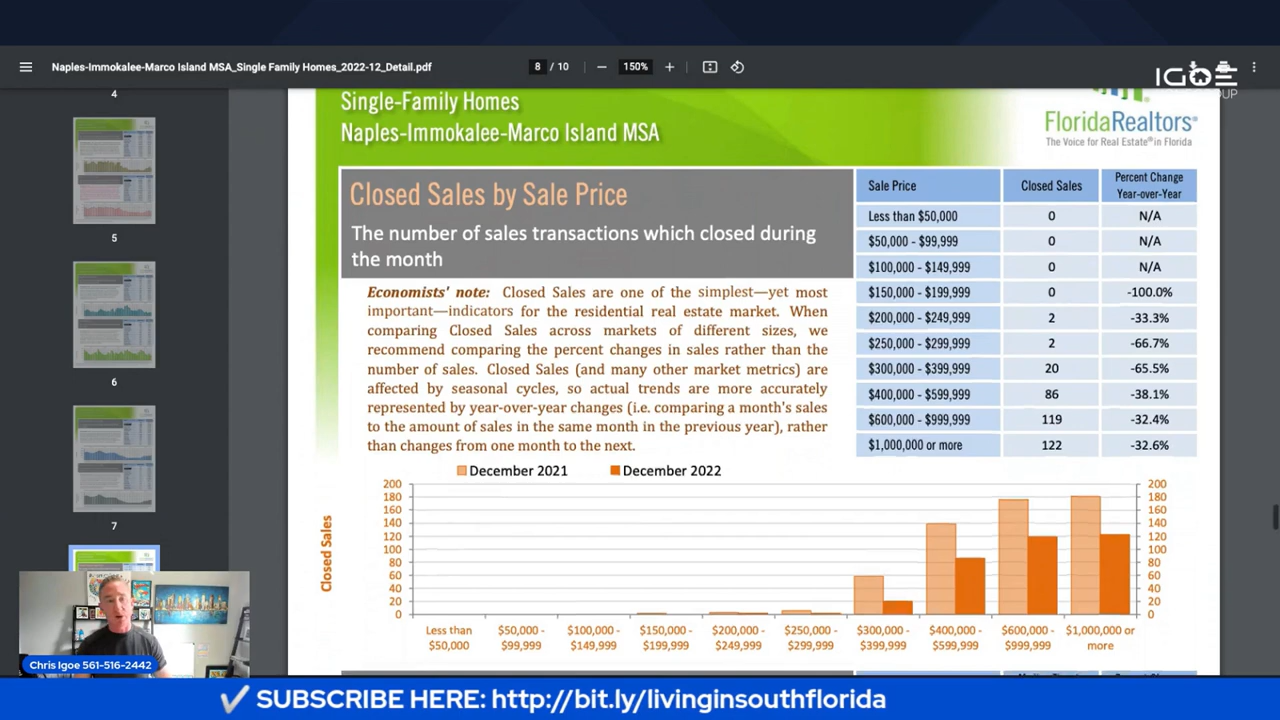 Naples-Immokalee-Marco Island MSA_Single Family Homes_2022-12_Detail.pdf
8 / 10
150%
IGOE
4
5
6
7
Single-Family Homes
Naples-Immokalee-Marco Island MSA
FloridaRealtors®
The Voice for Real Estate® in Florida
Closed Sales by Sale Price
The number of sales transactions which closed during
the month
Economists' note: Closed Sales are one of the simplest—yet most
important—indicators for the residential real estate market. When
comparing Closed Sales across markets of different sizes, we
recommend comparing the percent changes in sales rather than the
number of sales. Closed Sales (and many other market metrics) are
affected by seasonal cycles, so actual trends are more accurately
represented by year-over-year changes (i.e. comparing a month's sales
to the amount of sales in the same month in the previous year), rather
than changes from one month to the next.
Sale Price Closed Sales Percent Change Year-over-Year
Less than $50,000 0 N/A
$50,000 - $99,999 0 N/A
$100,000 - $149,999 0 N/A
$150,000 - $199,999 0 -100.0%
$200,000 - $249,999 2 -33.3%
$250,000 - $299,999 2 -66.7%
$300,000 - $399,999 20 -65.5%
$400,000 - $599,999 86 -38.1%
$600,000 - $999,999 119 -32.4%
$1,000,000 or more 122 -32.6%
December 2021 December 2022
Closed Sales
200 200
180 180
160 160
140 140
120 120
100 100
80 80
60 60
40 40
20 20
0 0
Less than $50,000 - $100,000 - $150,000 - $200,000 - $250,000 - $300,000 - $400,000 - $600,000 - $1,000,000 or
$50,000 $99,999 $149,999 $199,999 $249,999 $299,999 $399,999 $599,999 $999,999 more
Chris Igoe 561-516-2442
SUBSCRIBE HERE: http://bit.ly/livinginsouthflorida